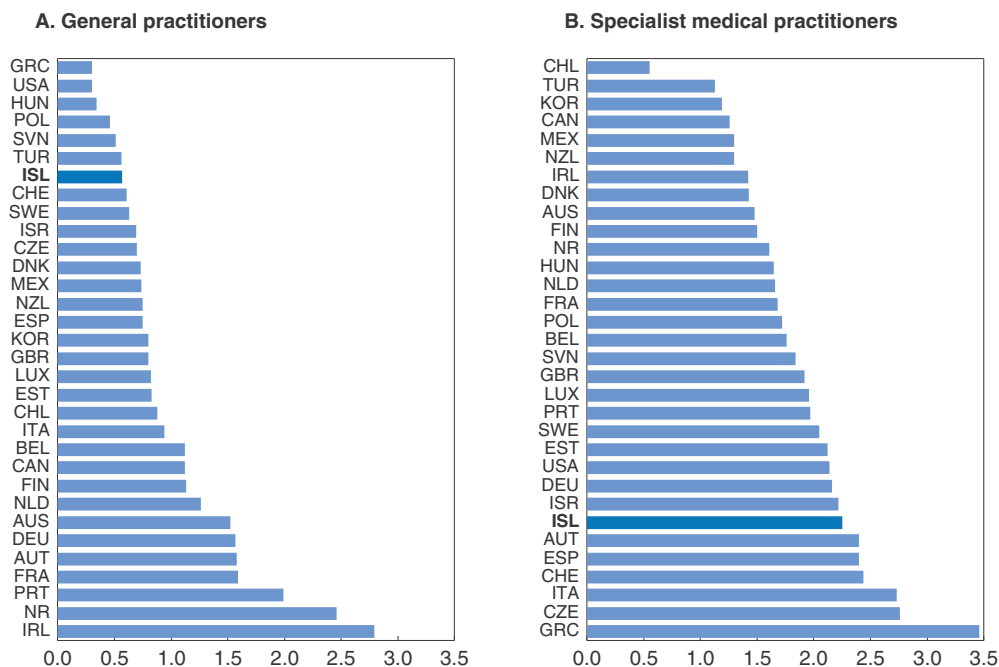 A. General practitioners
GRC
USA
HUN
POL
SVN
TUR
ISL
CHE
SWE
ISR
CZE
DNK
MEX
NZL
ESP
KOR
GBR
LUX
EST
CHL
ITA
BEL
CAN
FIN
NLD
AUS
DEU
AUT
FRA
PRT
NR
IRL
0.0 0.5 1.0 1.5 2.0 2.5 3.0 3.5
B. Specialist medical practitioners
CHL
TUR
KOR
CAN
MEX
NZL
IRL
DNK
AUS
FIN
NR
HUN
NLD
FRA
POL
BEL
SVN
GBR
LUX
PRT
SWE
EST
USA
DEU
ISR
ISL
AUT
ESP
CHE
ITA
CZE
GRC
0.0 0.5 1.0 1.5 2.0 2.5 3.0 3.5